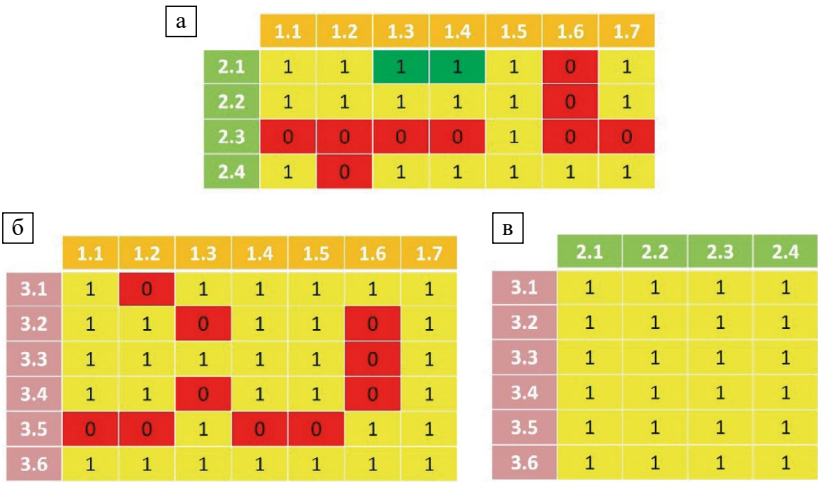 а
1.1 1.2 1.3 1.4 1.5 1.6 1.7
2.1 1 1 1 1 1 0 1
2.2 1 1 1 1 1 0 1
2.3 0 0 0 0 1 0 0
2.4 1 0 1 1 1 1 1
б
1.1 1.2 1.3 1.4 1.5 1.6 1.7
3.1 1 0 1 1 1 1 1
3.2 1 1 0 1 1 0 1
3.3 1 1 1 1 1 0 1
3.4 1 1 0 1 1 0 1
3.5 0 0 1 0 0 1 1
3.6 1 1 1 1 1 1 1
в
2.1 2.2 2.3 2.4
3.1 1 1 1 1
3.2 1 1 1 1
3.3 1 1 1 1
3.4 1 1 1 1
3.5 1 1 1 1
3.6 1 1 1 1